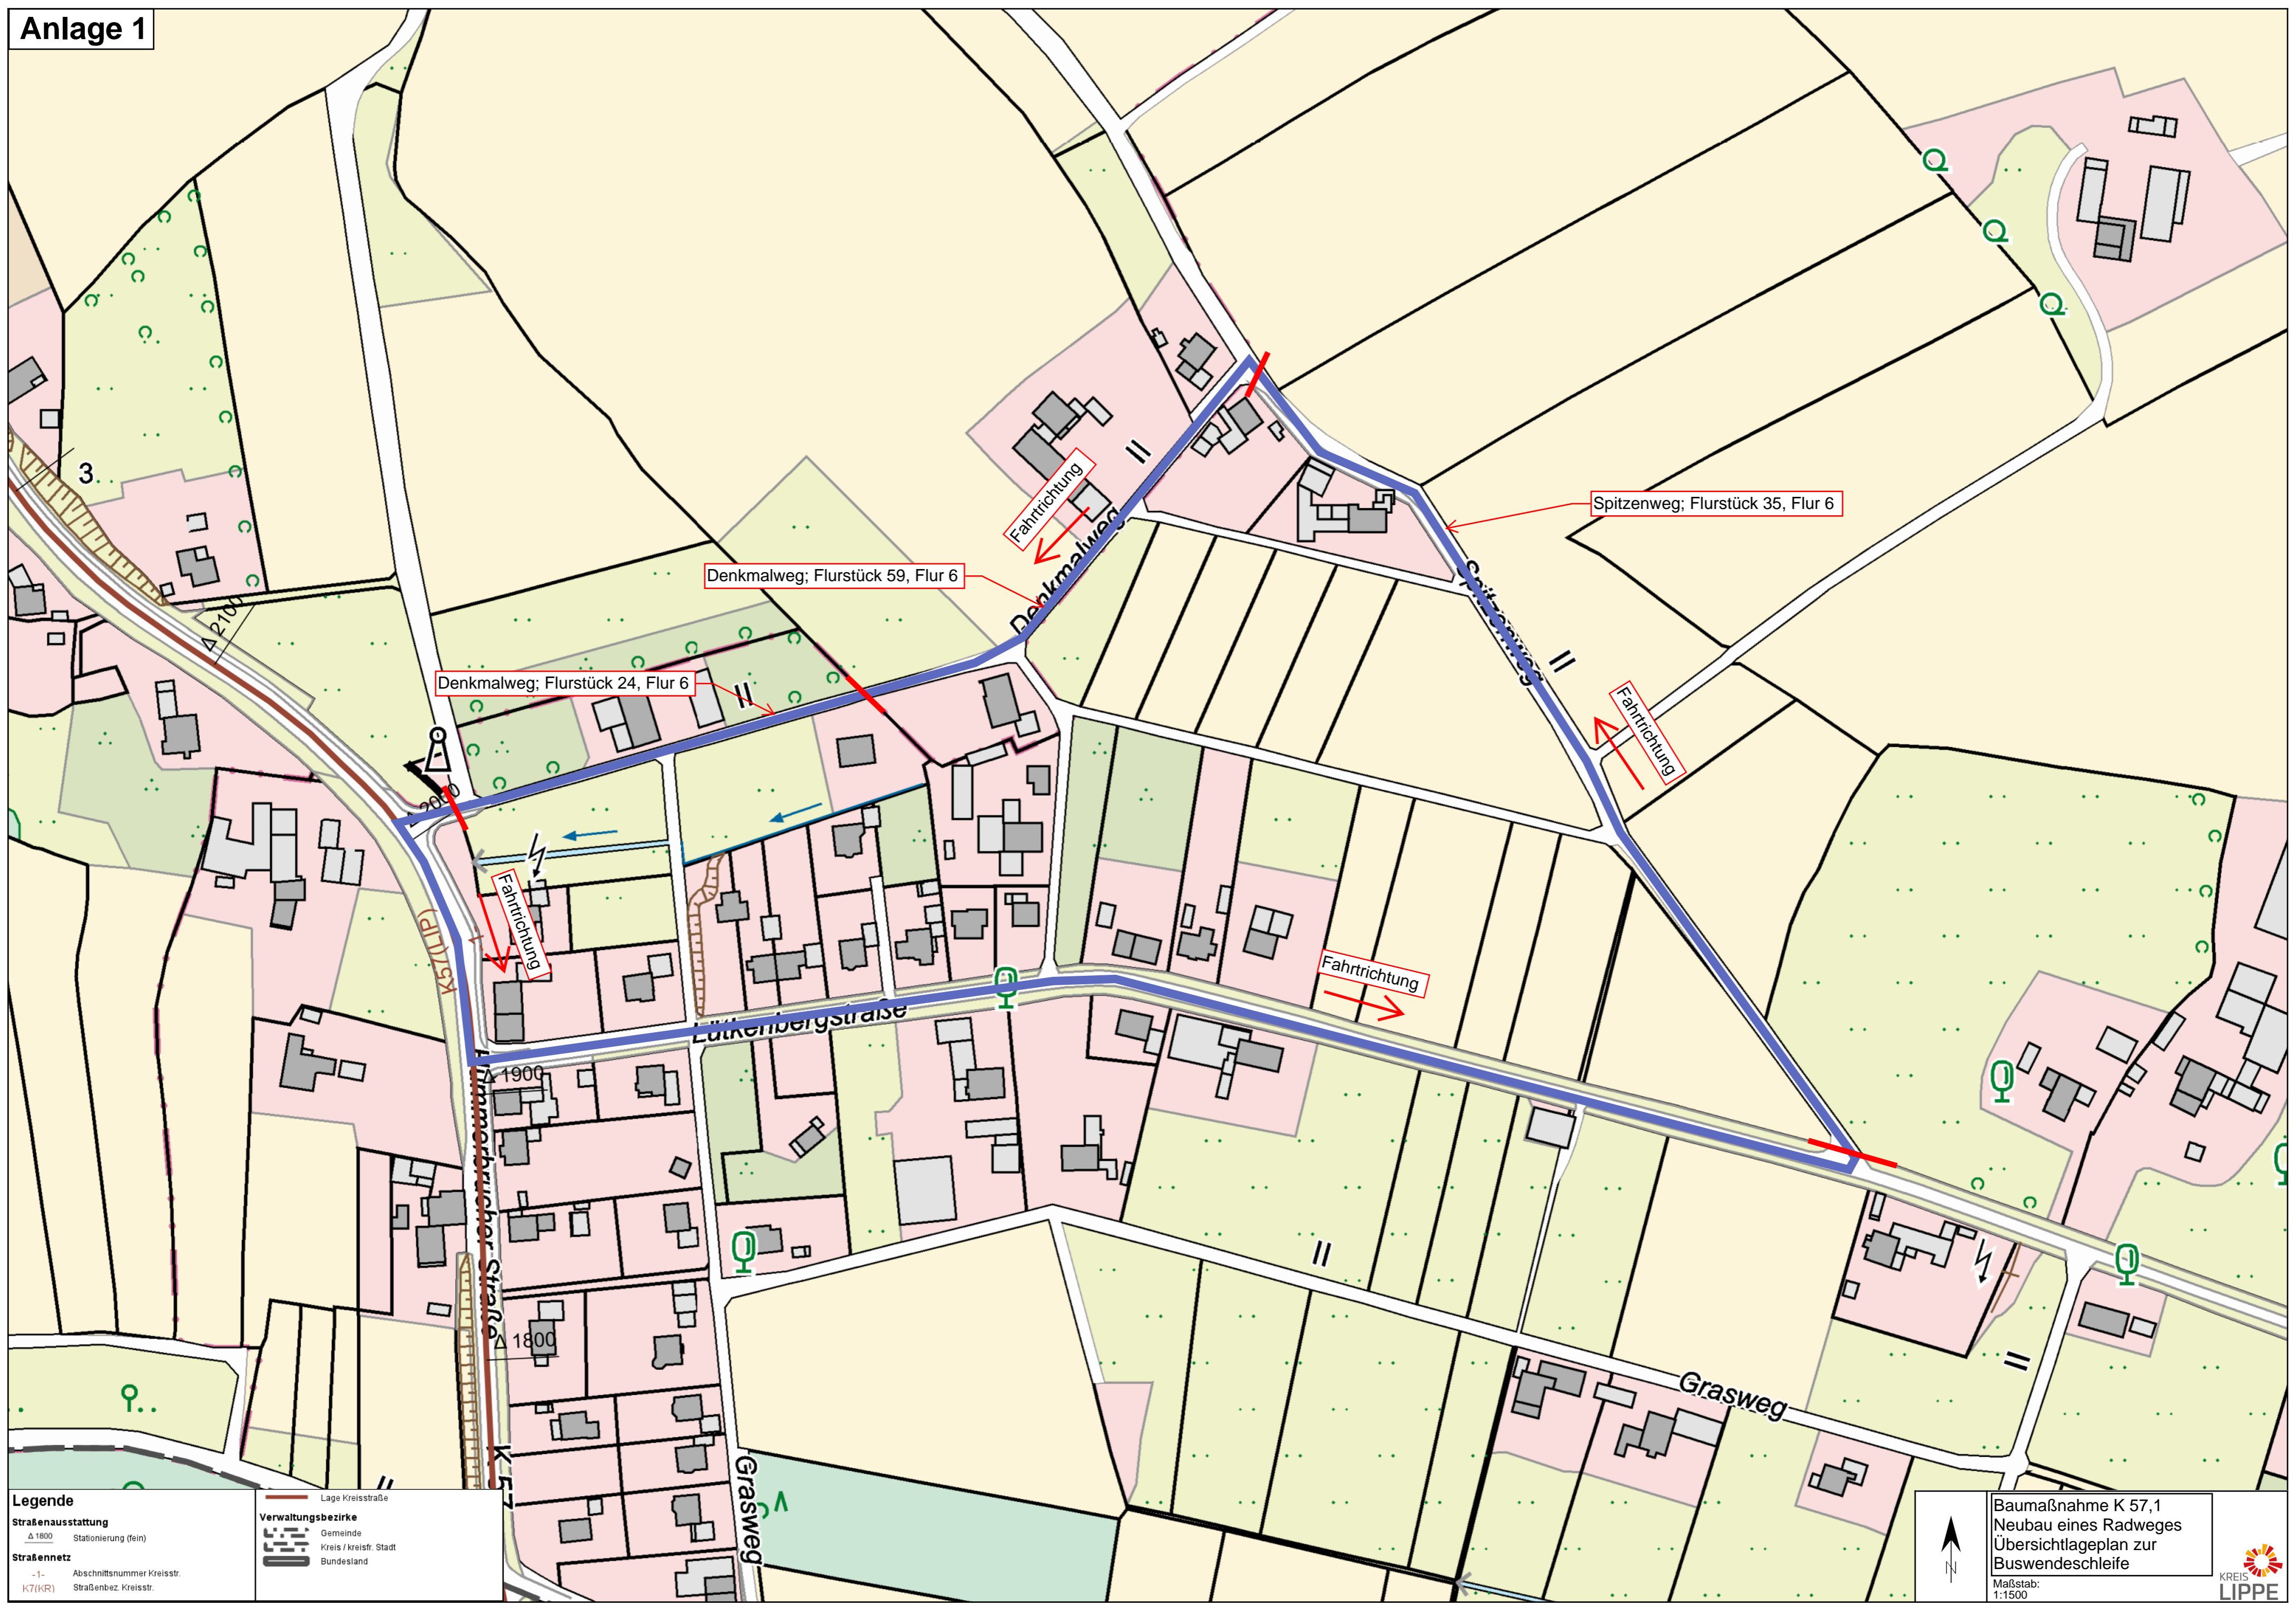 Anlage 1
3
Δ 2100
Spitzenweg; Flurstück 35, Flur 6
Fahrtrichtung
Denkmalweg
Denkmalweg; Flurstück 59, Flur 6
Spitzenweg
Denkmalweg; Flurstück 24, Flur 6
Fahrtrichtung
Δ 2000
Fahrtrichtung
K57(LIP)
-1-
Fahrtrichtung
Lütkenbergstraße
Δ 1900
Δ 1800
Grasweg
K 57
Grasweg
Legende
Straßenausstattung
Δ 1800 Stationierung (fein)
Straßennetz
-1- Abschnittsnummer Kreisstr.
K7(KR) Straßenbez. Kreisstr.
Lage Kreisstraße
Verwaltungsbezirke
Gemeinde
Kreis / kreisfr. Stadt
Bundesland
N
Baumaßnahme K 57,1
Neubau eines Radweges
Übersichtlageplan zur
Buswendeschleife
Maßstab:
1:1500
KREIS
LIPPE